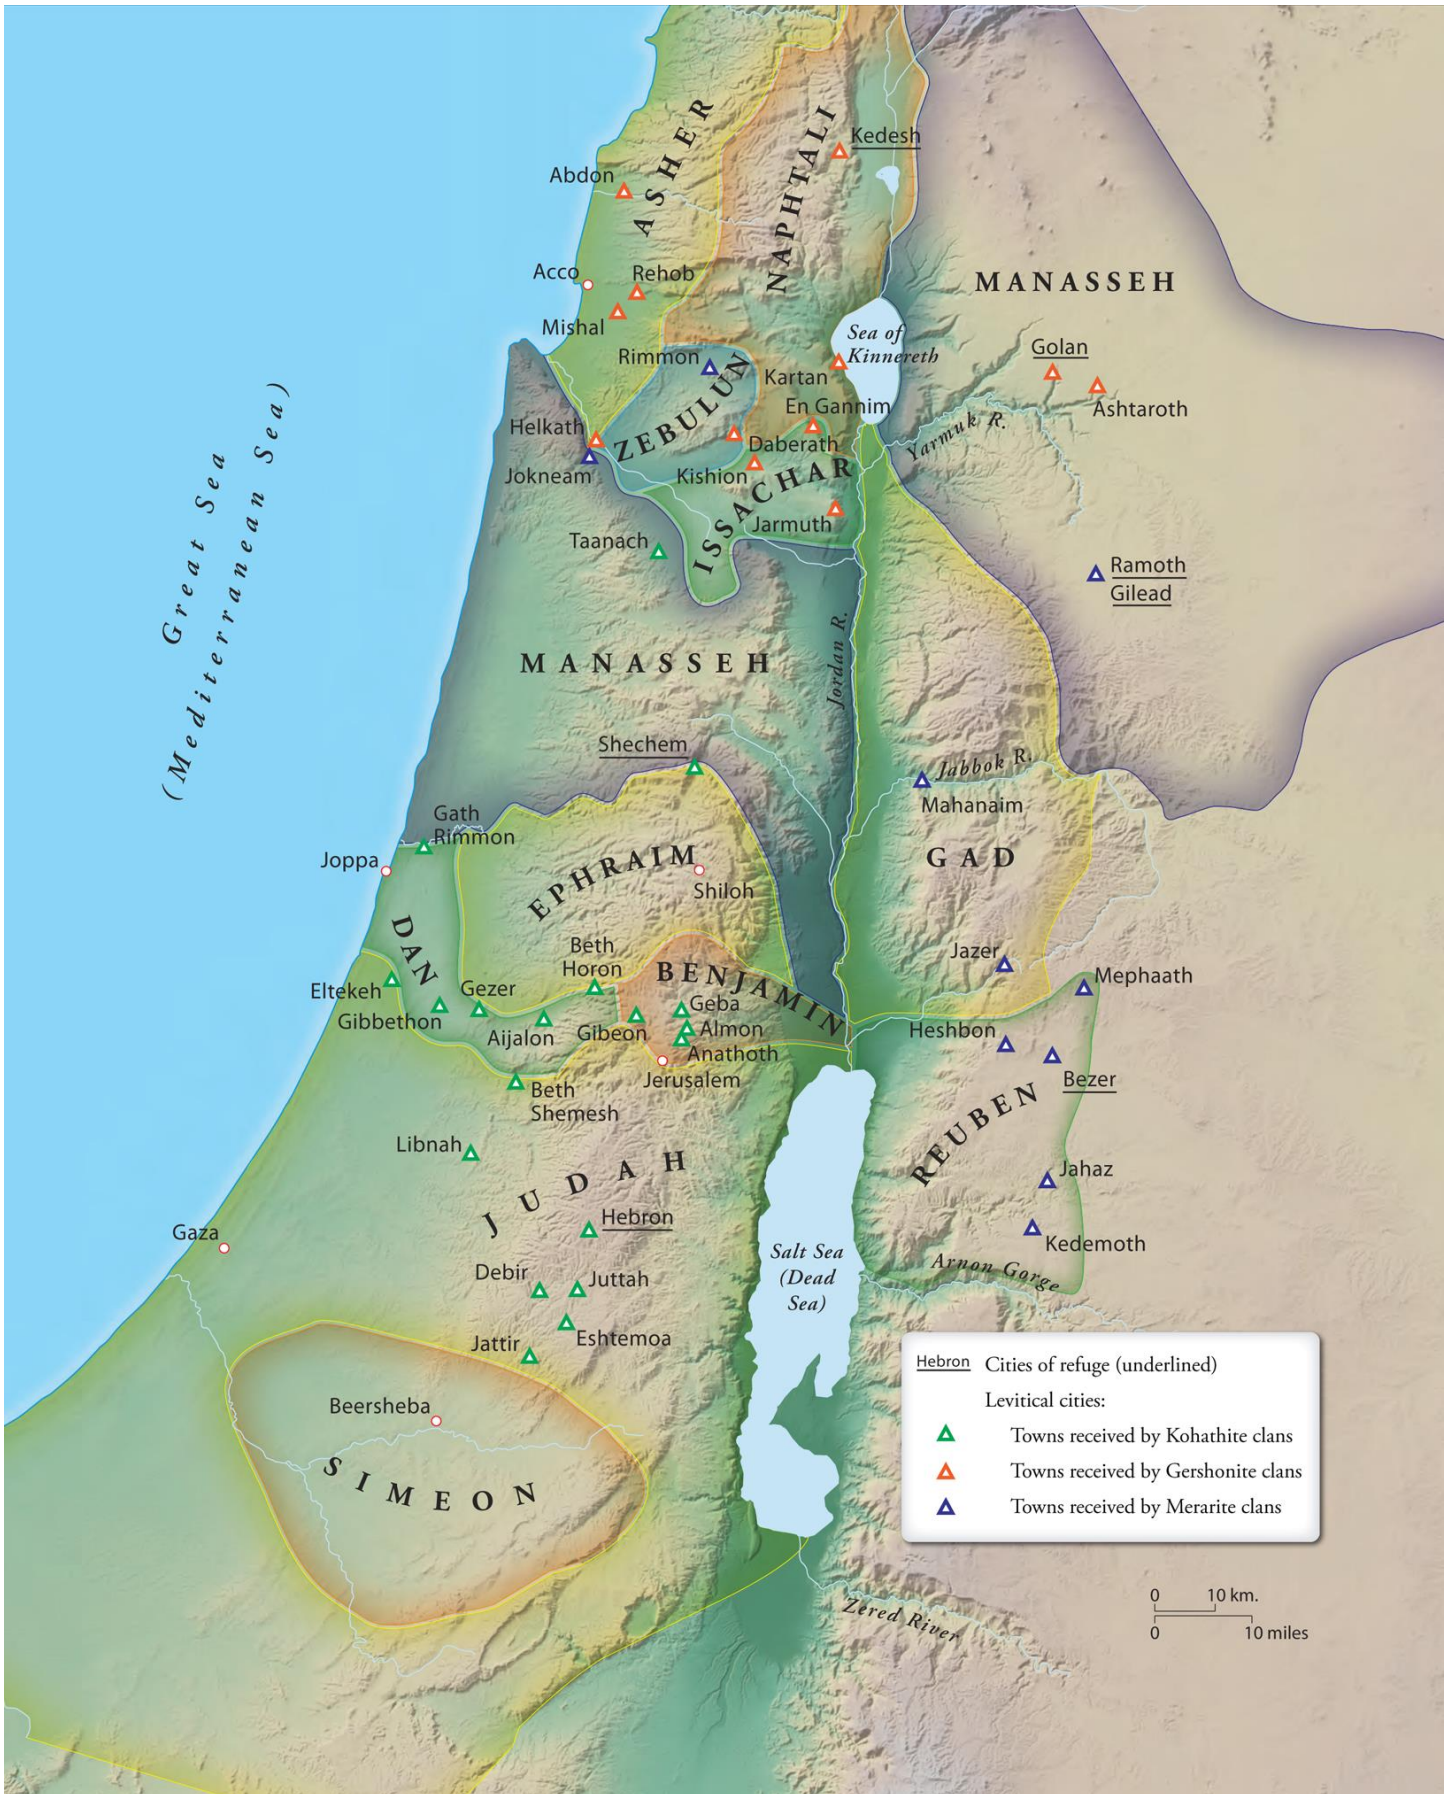 ASHER
NAPHTALI
Kedesh
Abdon
Acco
Rehob
Mishal
MANASSEH
Sea of
Kinnereth
Golan
Ashtaroth
Rimmon
Kartan
ZEBULUN
En Gannim
Yarmuk R.
Helkath
Daberath
Jokneam
Kishion
ISSACHAR
Jarmuth
Taanach
Ramoth
Gilead
Great Sea
(Mediterranean Sea)
MANASSEH
Jordan R.
Shechem
Jabbok R.
Mahanaim
Gath
Rimmon
Joppa
EPHRAIM
Shiloh
GAD
DAN
Beth
Horon
BENJAMIN
Jazer
Mephaath
Eltekeh
Gezer
Geba
Gibbethon
Aijalon
Gibeon
Almon
Heshbon
Anathoth
Jerusalem
Bezer
Beth
Shemesh
REUBEN
Libnah
JUDAH
Jahaz
Hebron
Gaza
Kedemoth
Salt Sea
(Dead
Sea)
Arnon Gorge
Debir
Juttah
Eshtemoa
Jattir
Beersheba
SIMEON
Hebron Cities of refuge (underlined)
Levitical cities:
Towns received by Kohathite clans
Towns received by Gershonite clans
Towns received by Merarite clans
Zered River
0 10 km.
0 10 miles